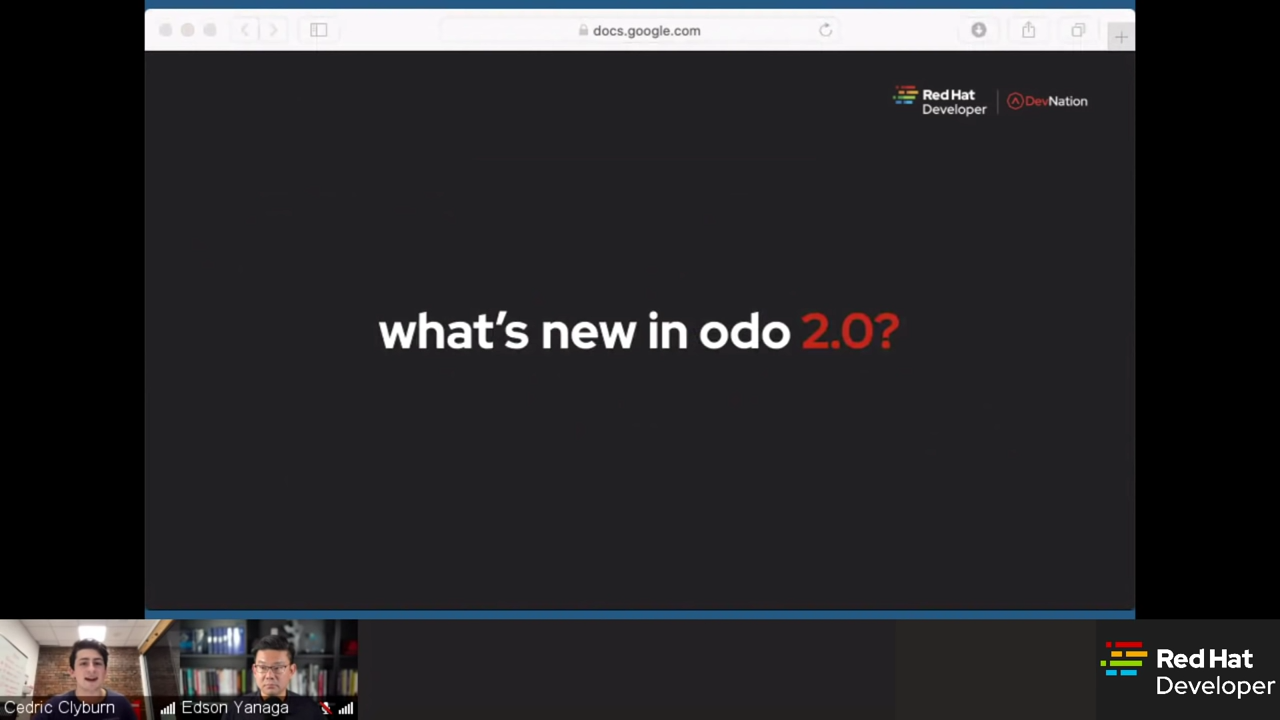 docs.google.com
Red Hat
Developer
DevNation
what's new in odo 2.0?
Cedric Clyburn
Edson Yanaga
Red Hat
Developer